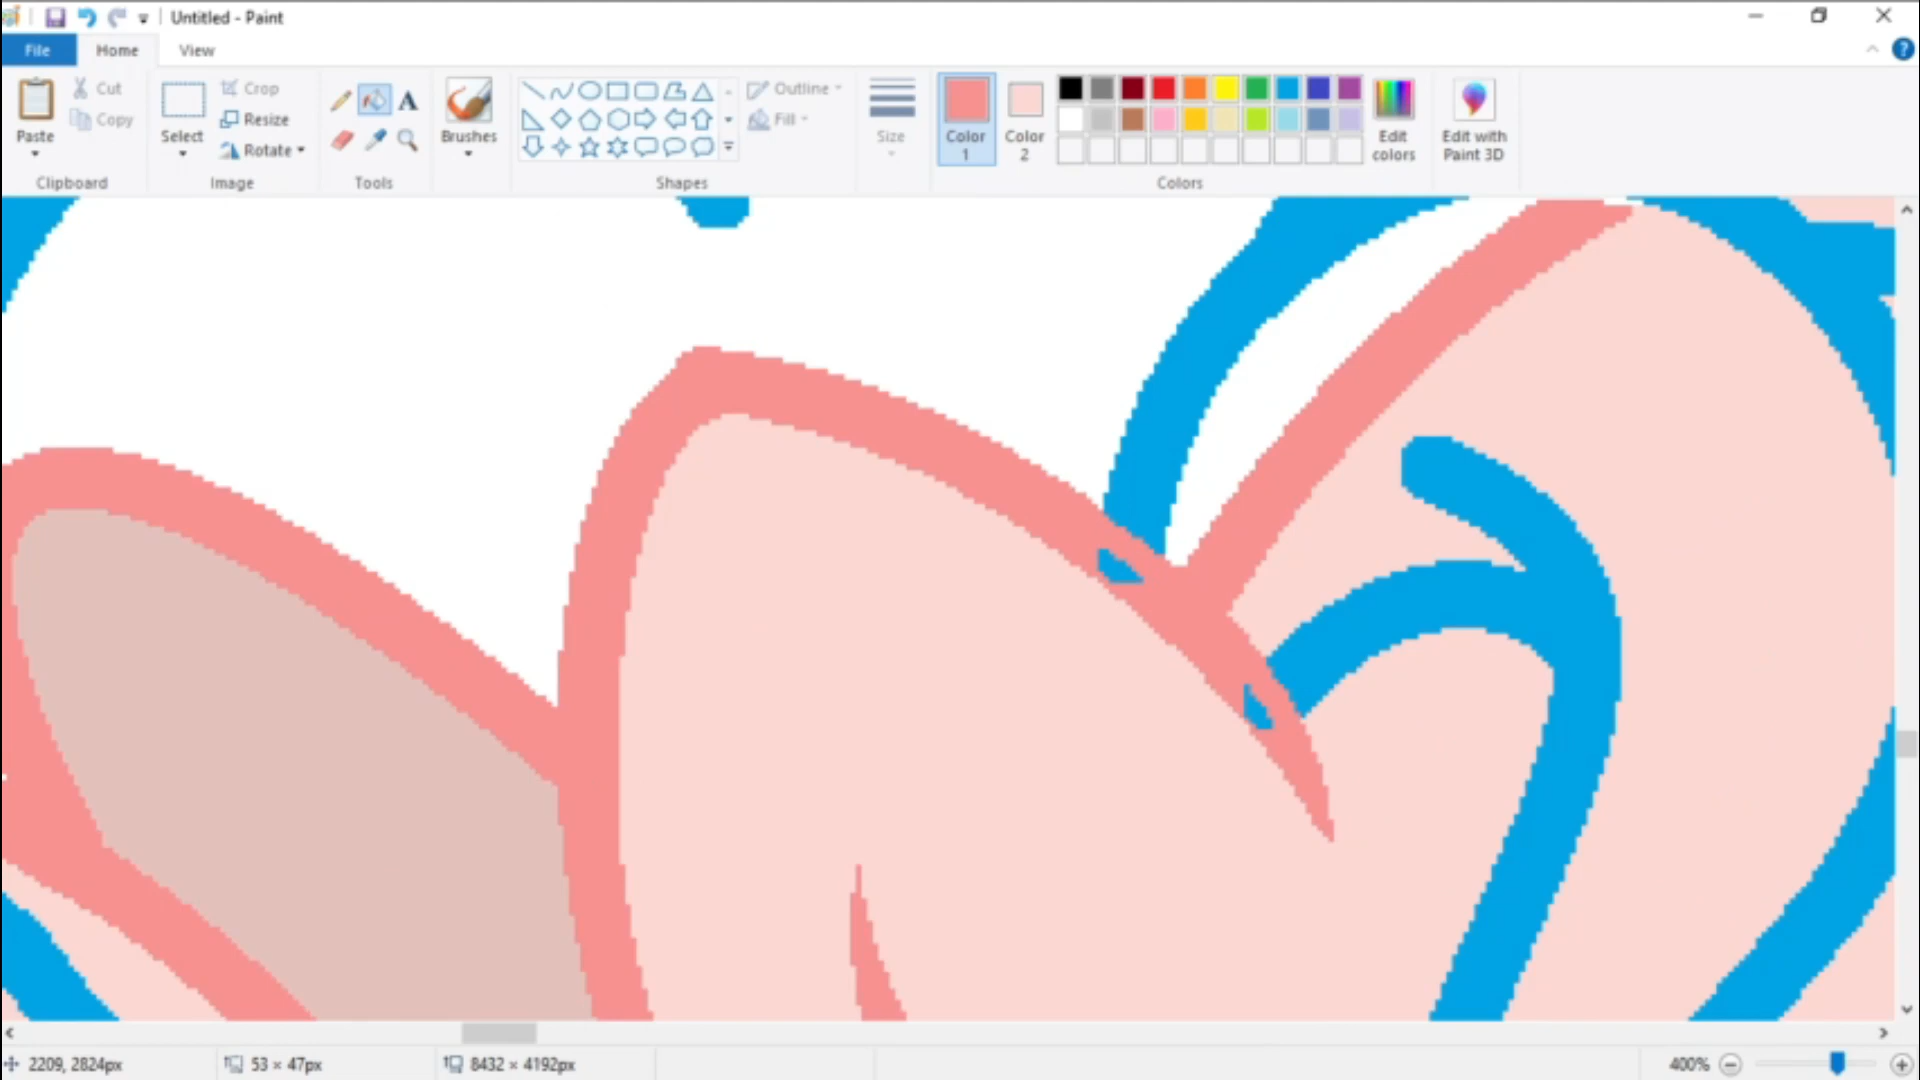 Untitled - Paint
File Home View
Paste Cut Copy Select Crop Resize Rotate A Brushes Outline Fill Size Color 1 Color 2 Edit colors Edit with Paint 3D
Clipboard Image Tools Shapes Colors
2209, 2824px 53 × 47px 8432 × 4192px 400%